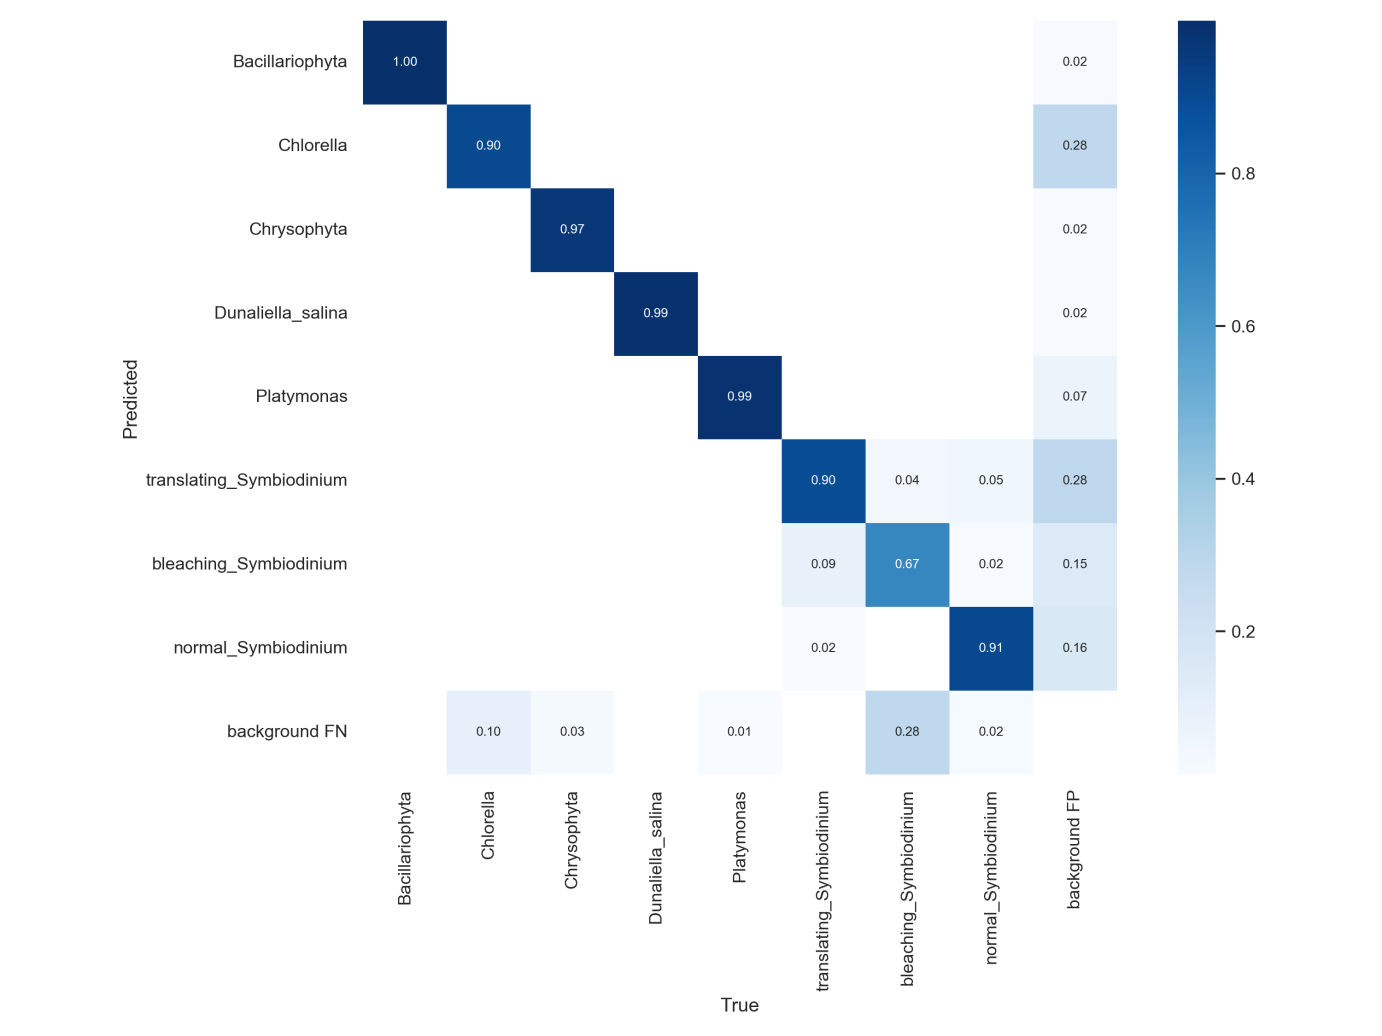 Bacillariophyta 1.00 0.02
Chlorella 0.90 0.28
Chrysophyta 0.97 0.02
Dunaliella_salina 0.99 0.02
Platymonas 0.99 0.07
translating_Symbiodinium 0.90 0.04 0.05 0.28
bleaching_Symbiodinium 0.09 0.67 0.02 0.15
normal_Symbiodinium 0.02 0.91 0.16
background FN 0.10 0.03 0.01 0.28 0.02
Predicted
Bacillariophyta
Chlorella
Chrysophyta
Dunaliella_salina
Platymonas
translating_Symbiodinium
bleaching_Symbiodinium
normal_Symbiodinium
background FP
True
0.8
0.6
0.4
0.2